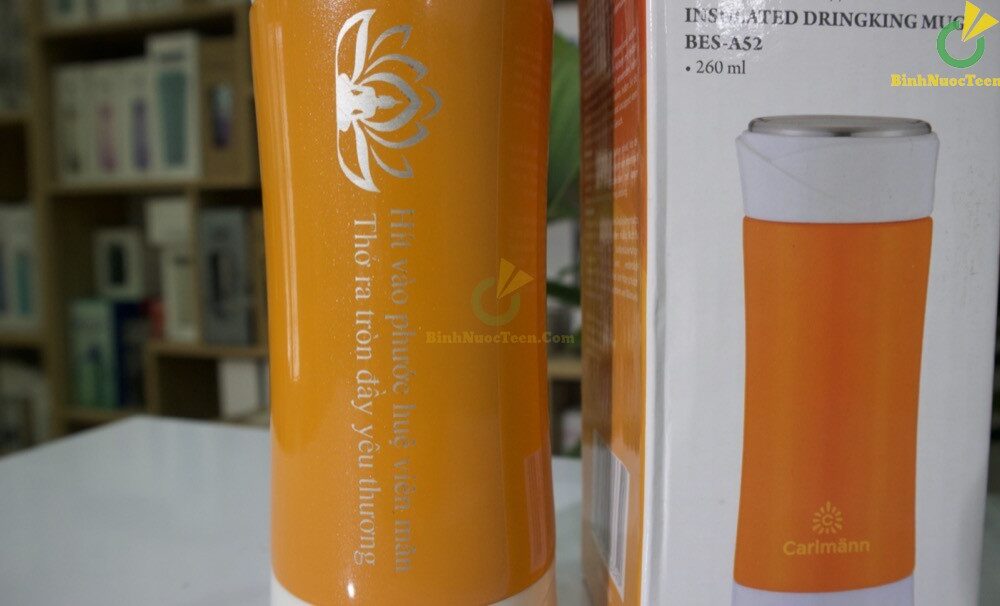 Hít vào phước huệ viên mãn
Thở ra tròn đầy yêu thương
BinhNuocTeen.Com
INSULATED DRINGKING MUG
BES-A52
• 260 ml
BinhNuocTeen
Carlmänn